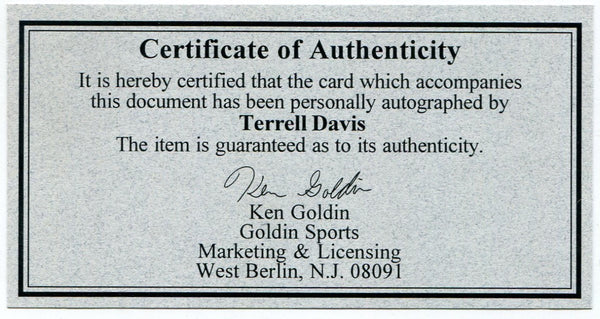 Certificate of Authenticity
It is hereby certified that the card which accompanies
this document has been personally autographed by
Terrell Davis
The item is guaranteed as to its authenticity.
Ken Goldin
Ken Goldin
Goldin Sports
Marketing & Licensing
West Berlin, N.J. 08091